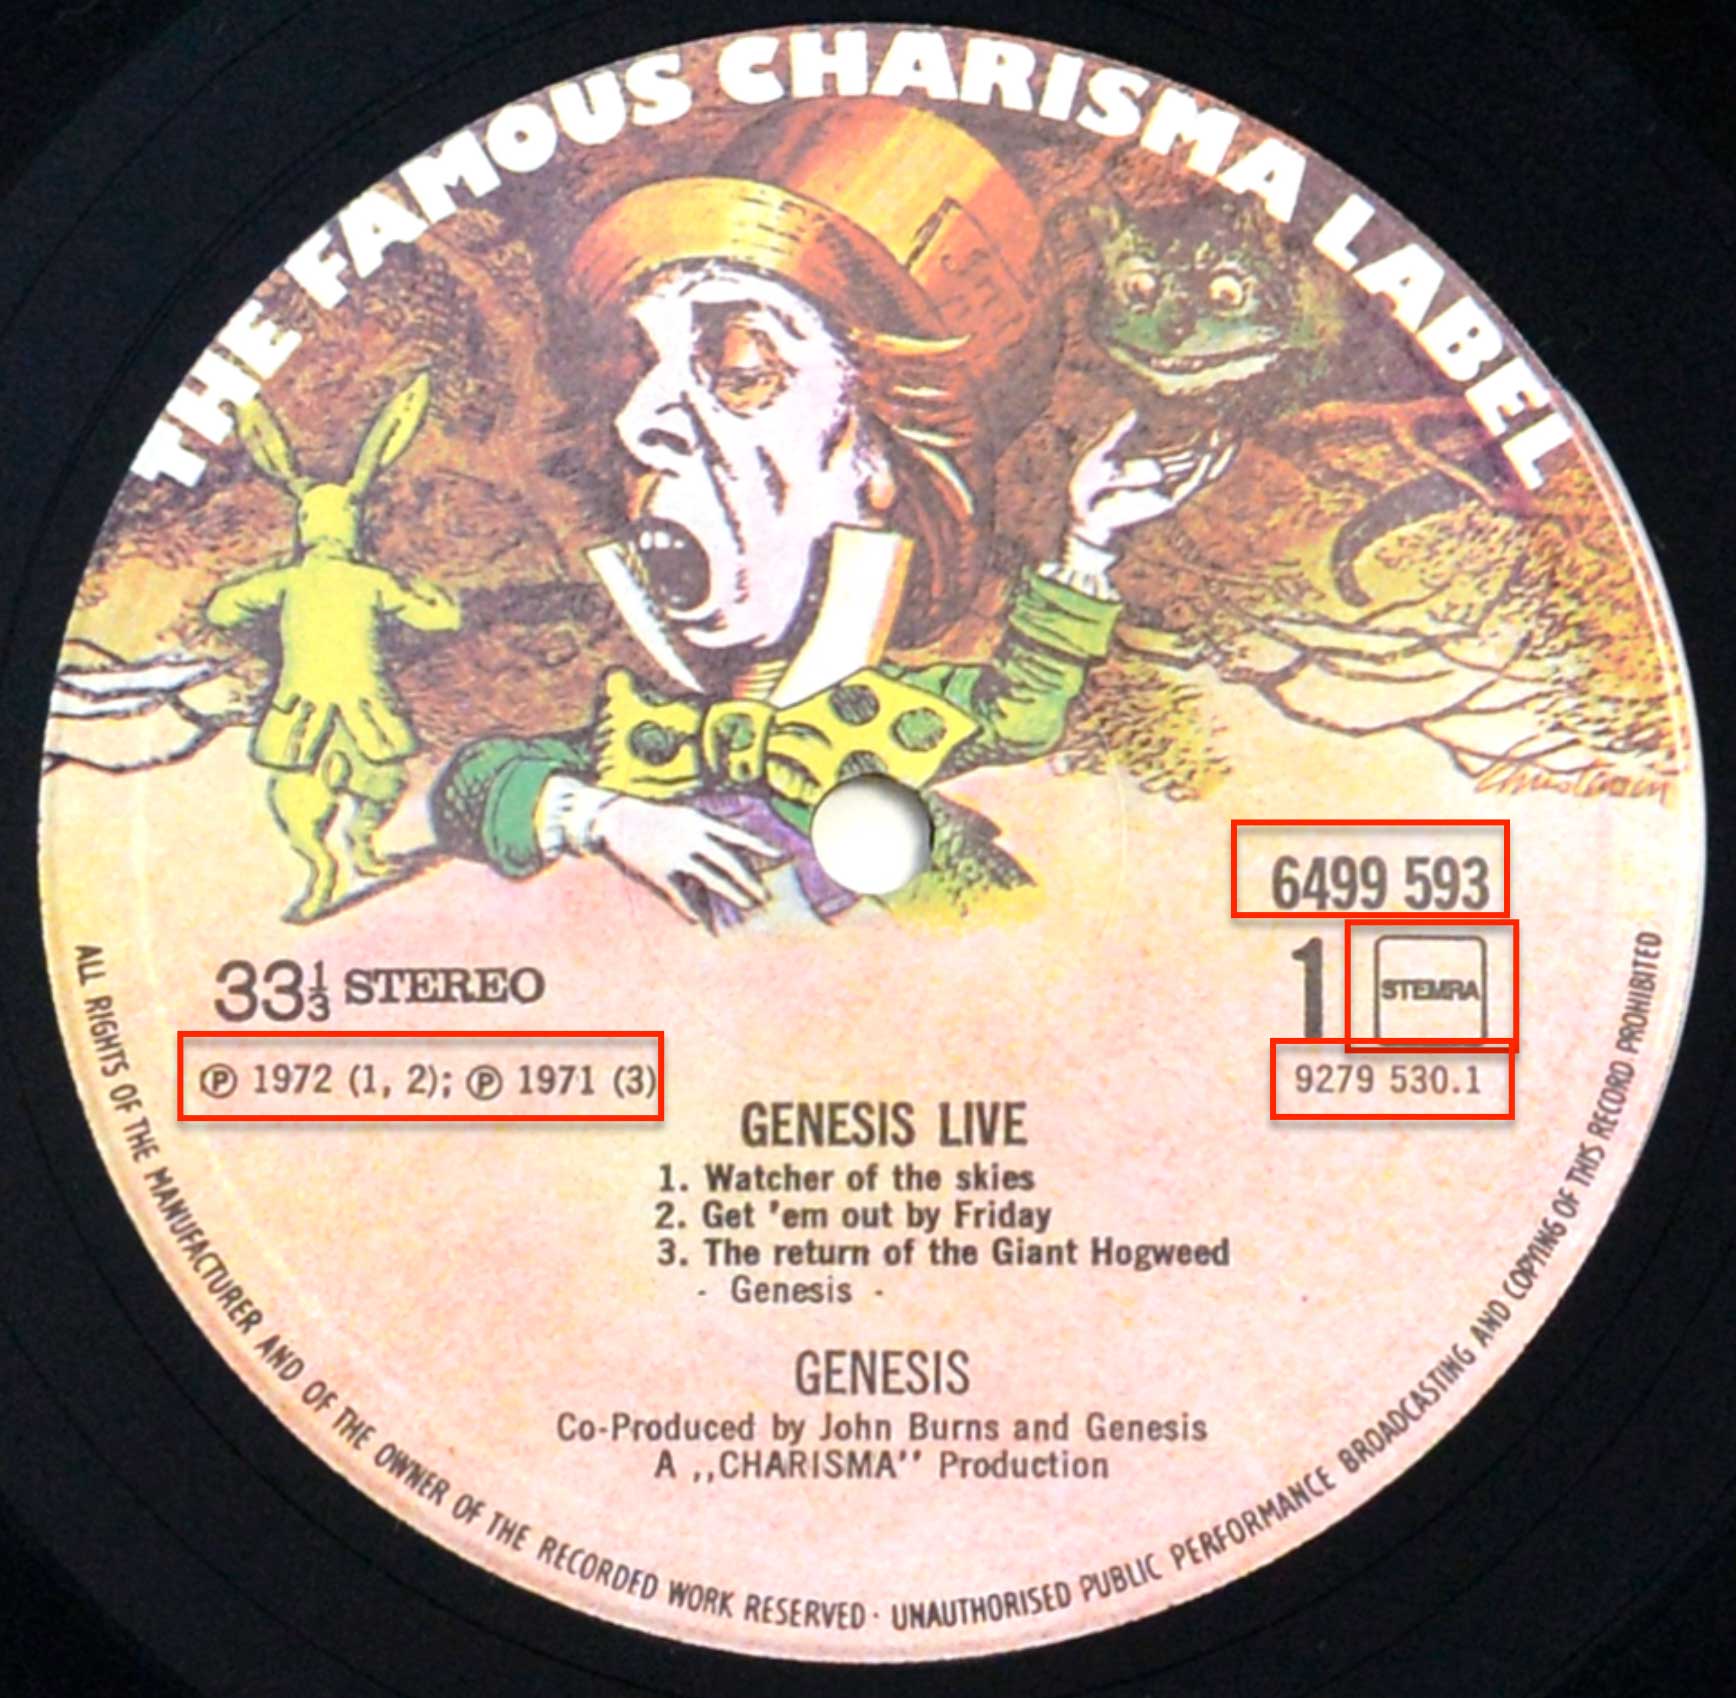 THE FAMOUS CHARISMA LABEL
6499 593
33⅓ STEREO
1
STEMRA
Ⓟ 1972 (1, 2); Ⓟ 1971 (3)
9279 530.1
GENESIS LIVE
1. Watcher of the skies
2. Get 'em out by Friday
3. The return of the Giant Hogweed
- Genesis -
GENESIS
Co-Produced by John Burns and Genesis
A ,,CHARISMA'' Production
ALL RIGHTS OF THE MANUFACTURER AND OF THE OWNER OF THE RECORDED WORK RESERVED · UNAUTHORISED PUBLIC PERFORMANCE BROADCASTING AND COPYING OF THIS RECORD PROHIBITED